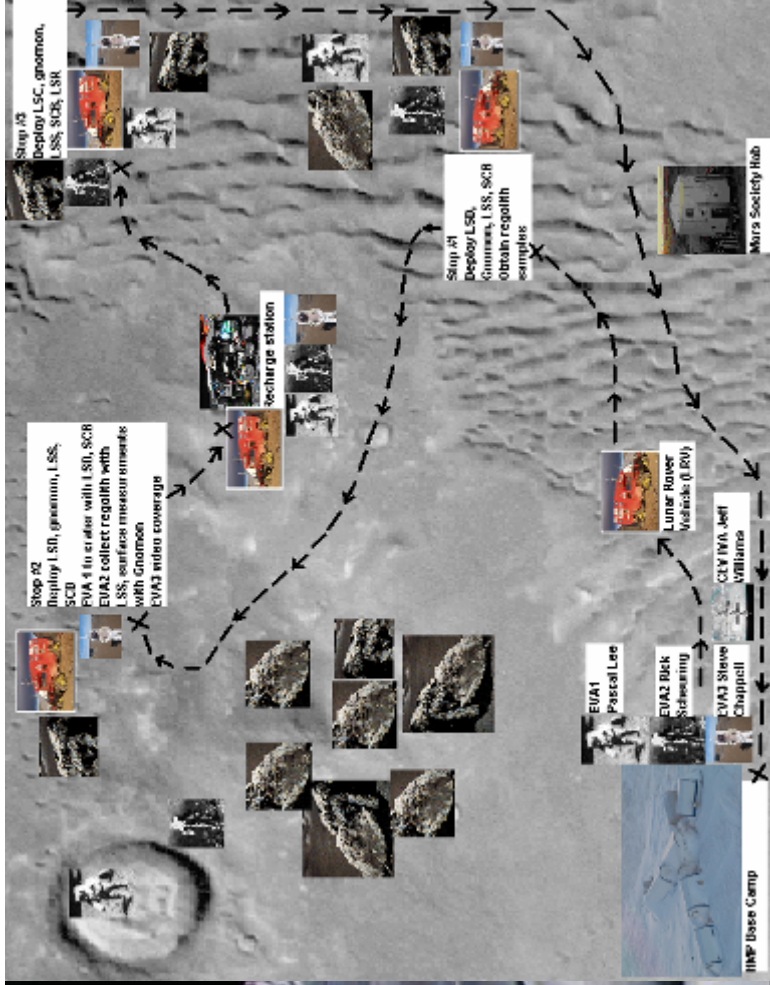 Stop #3
Deploy LSC, gnomon,
LSS, SCB, LSR
Stop #2
Deploy LSD, gnomon, LSS,
SCB
EVA 1 to crater with LSD, SCB
EVA2 collect regolith with
LSS, surface measurements
with Gnomon
EVA3 video coverage
Recharge station
Stop #1
Deploy LSD,
Gnomon, LSS, SCB
Obtain regolith
samples
EVA1
Pascal Lee
EVA2 Rick
Scheuring
EVA3 Steve
Chappell
Lunar Rover
Vehicle (LRV)
CEV IVA Jeff
Williams
Mars Society Hab
HMP Base Camp